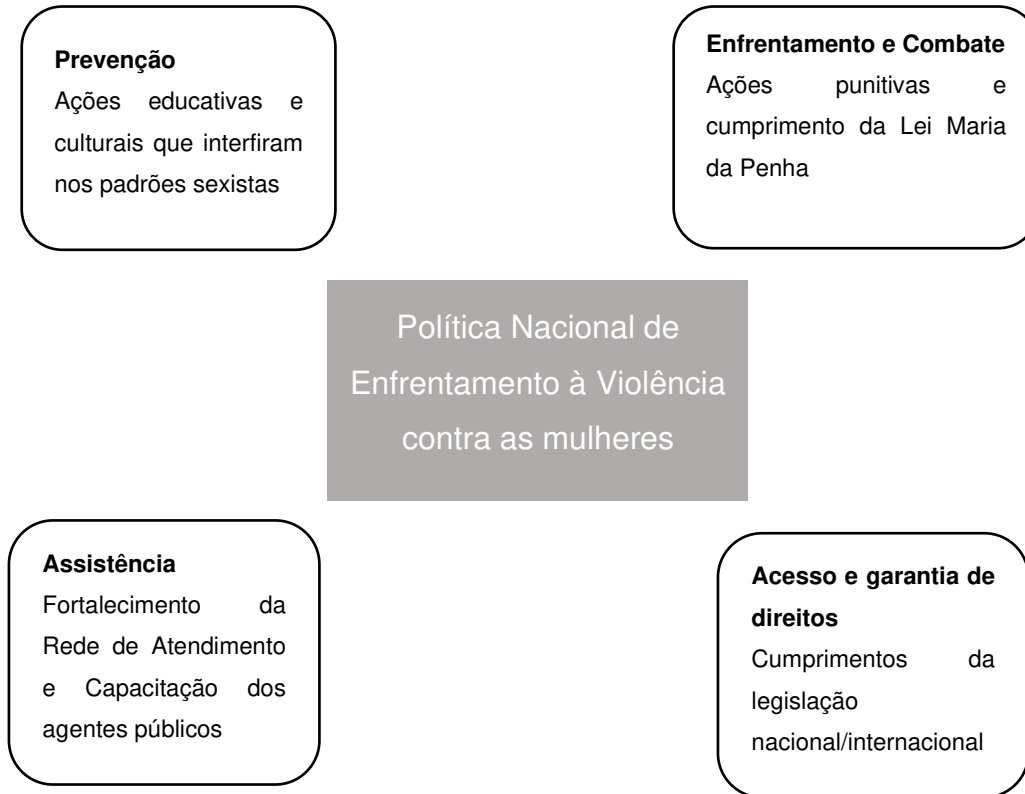 Prevenção
Ações educativas e
culturais que interfiram
nos padrões sexistas
Enfrentamento e Combate
Ações punitivas e
cumprimento da Lei Maria
da Penha
Política Nacional de
Enfrentamento à Violência
contra as mulheres
Assistência
Fortalecimento da
Rede de Atendimento
e Capacitação dos
agentes públicos
Acesso e garantia de
direitos
Cumprimentos da
legislação
nacional/internacional